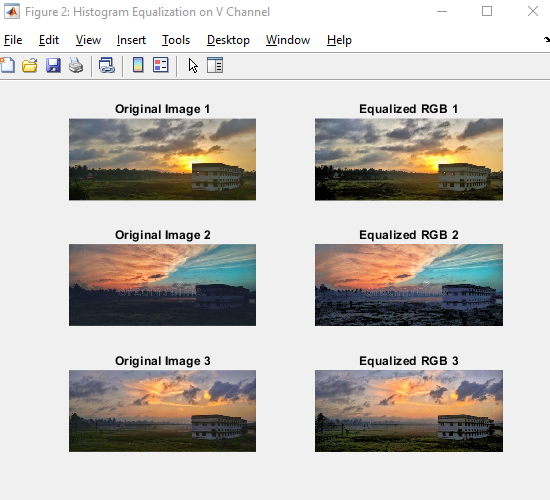 Figure 2: Histogram Equalization on V Channel
File Edit View Insert Tools Desktop Window Help
Original Image 1 Equalized RGB 1
Original Image 2 Equalized RGB 2
Original Image 3 Equalized RGB 3